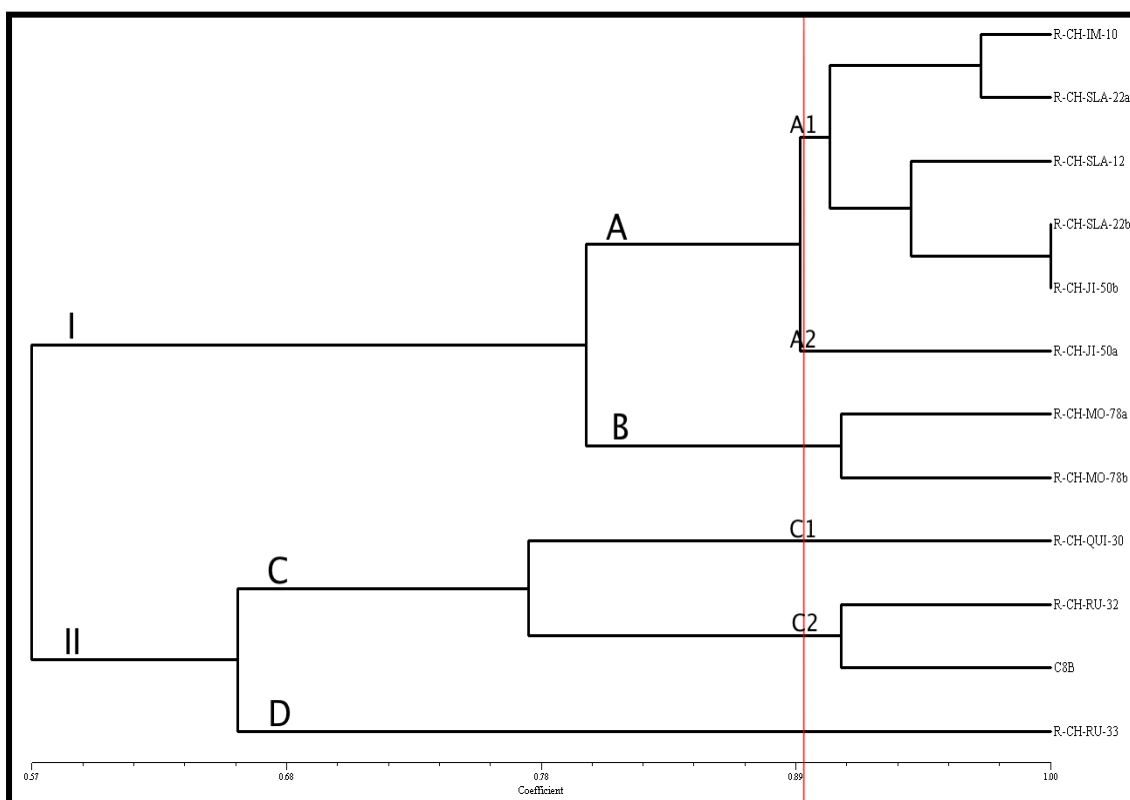 R-CH-IM-10
R-CH-SLA-22a
A1
R-CH-SLA-12
R-CH-SLA-22b
A
R-CH-JI-50b
I
A2
R-CH-JI-50a
R-CH-MO-78a
B
R-CH-MO-78b
C1
R-CH-QUI-30
C
R-CH-RU-32
C2
II
C8B
D
R-CH-RU-33
0.57 0.68 0.78 0.89 1.00
Coefficient